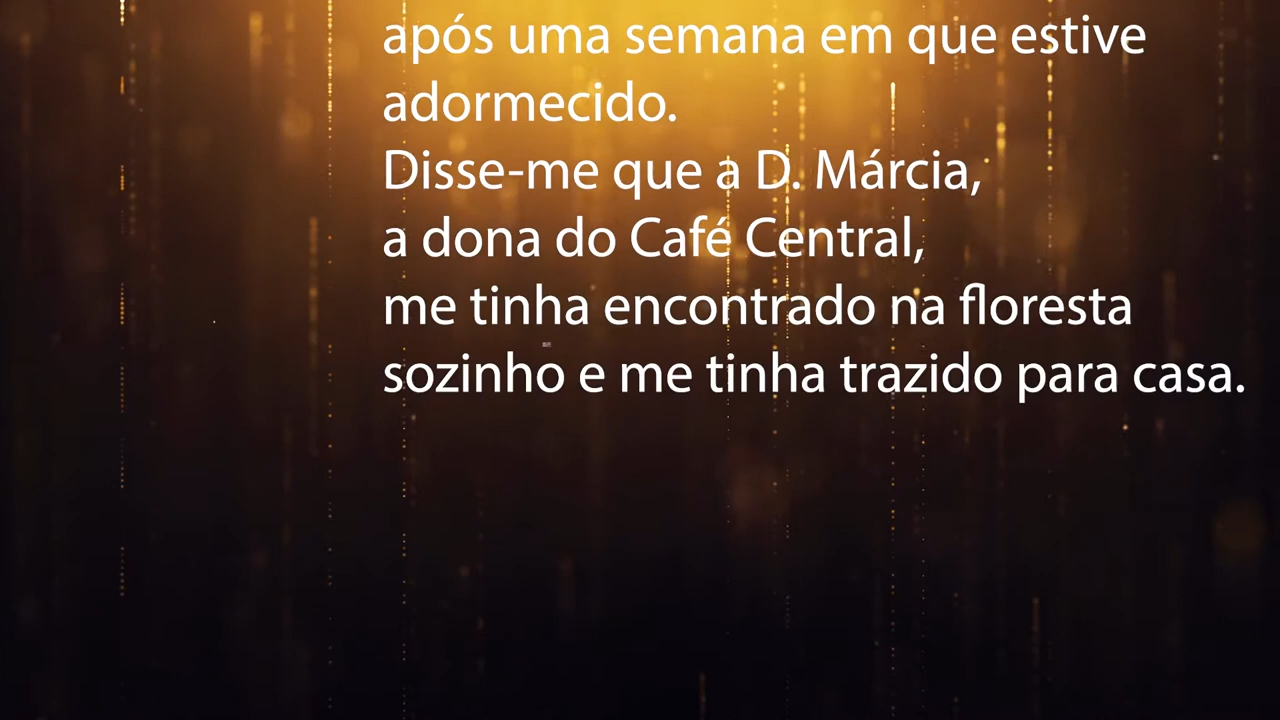 após uma semana em que estive
adormecido.
Disse-me que a D. Márcia,
a dona do Café Central,
me tinha encontrado na floresta
sozinho e me tinha trazido para casa.